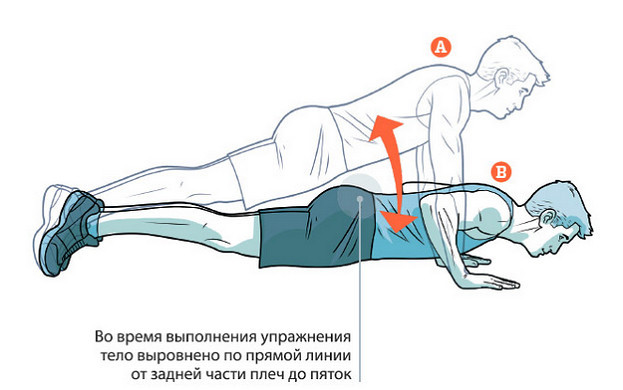 A
B
Во время выполнения упражнения
тело выровнено по прямой линии
от задней части плеч до пяток